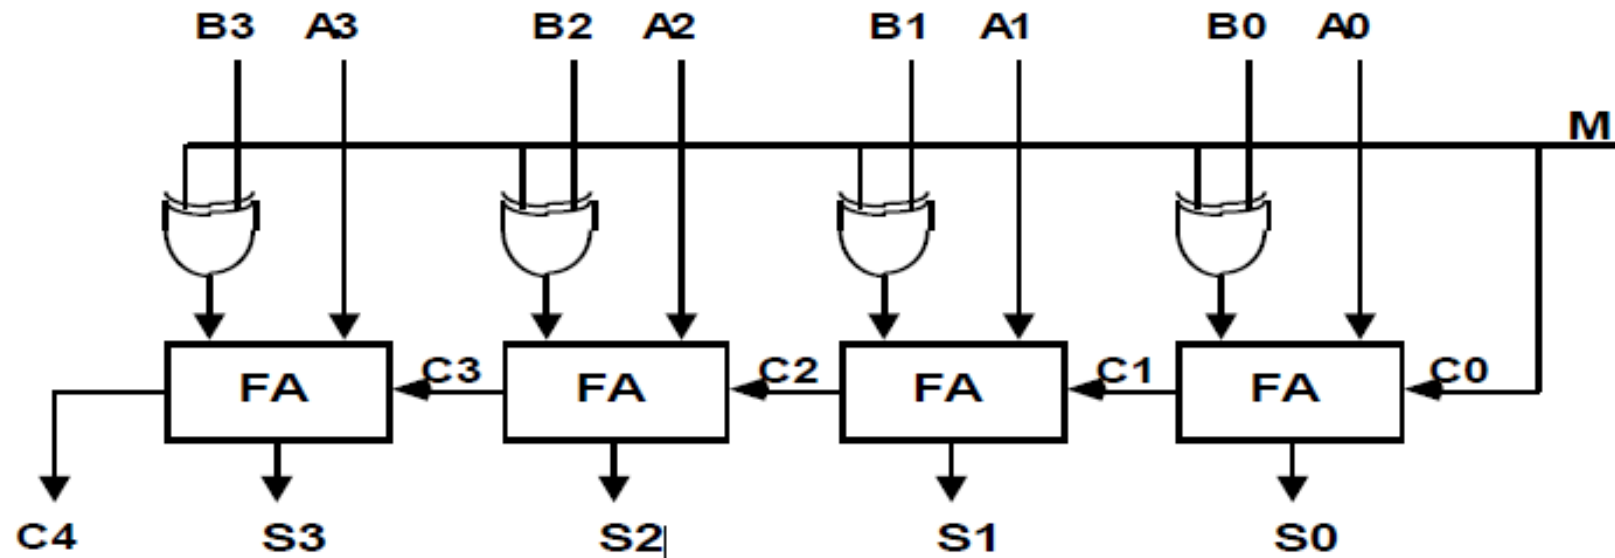 B3 A3 B2 A2 B1 A1 B0 A0
M
C3 C2 C1 C0
FA FA FA FA
C4 S3 S2 S1 S0